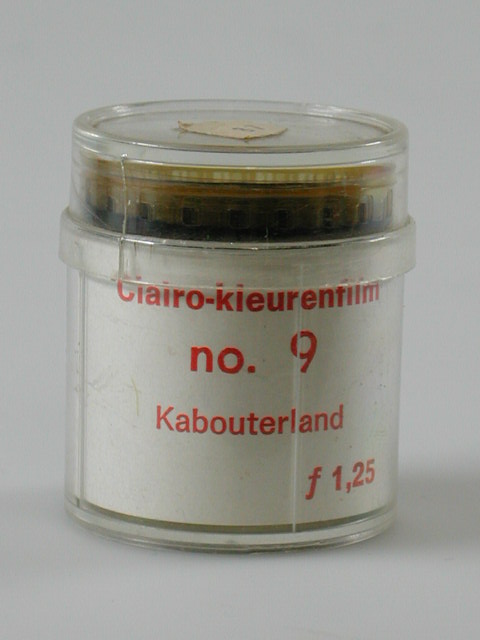 Clairo-kleurenfilm
no. 9
Kabouterland
ƒ 1,25